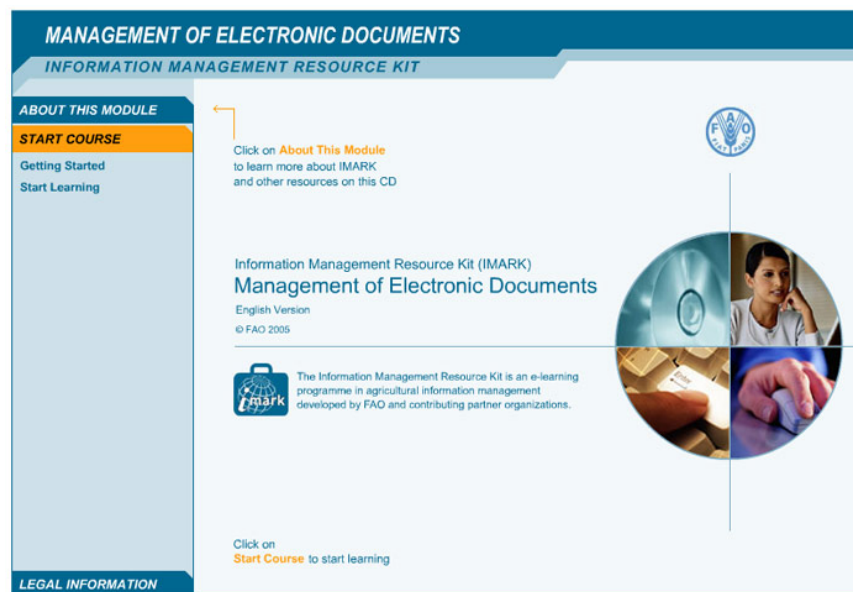 MANAGEMENT OF ELECTRONIC DOCUMENTS
INFORMATION MANAGEMENT RESOURCE KIT
ABOUT THIS MODULE
START COURSE
Getting Started
Start Learning
Click on About This Module
to learn more about IMARK
and other resources on this CD
FAO
FIAT PANIS
Information Management Resource Kit (IMARK)
Management of Electronic Documents
English Version
© FAO 2005
imark
The Information Management Resource Kit is an e-learning
programme in agricultural information management
developed by FAO and contributing partner organizations.
Enter
Click on
Start Course to start learning
LEGAL INFORMATION